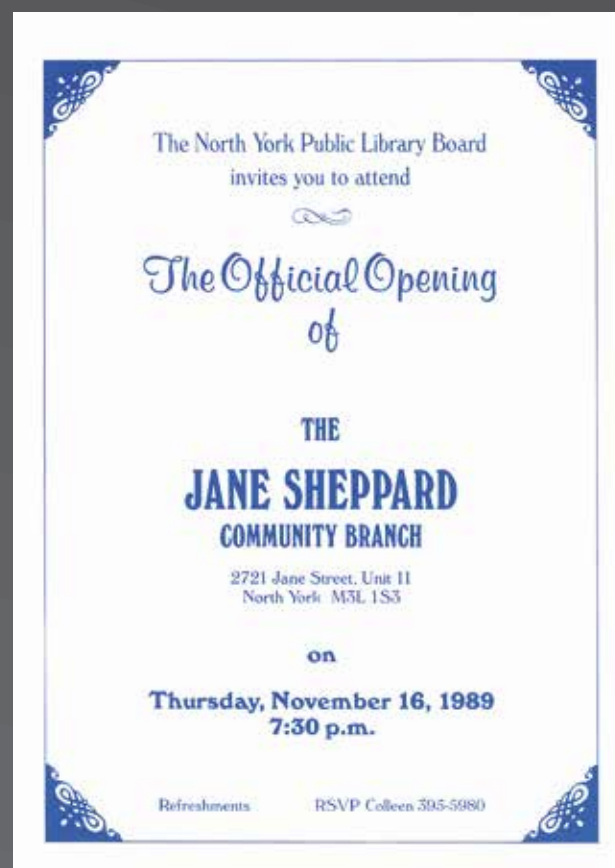 The North York Public Library Board
invites you to attend
The Official Opening
of
THE
JANE SHEPPARD
COMMUNITY BRANCH
2721 Jane Street, Unit 11
North York M3L 1S3
on
Thursday, November 16, 1989
7:30 p.m.
Refreshments RSVP Colleen 395-5980